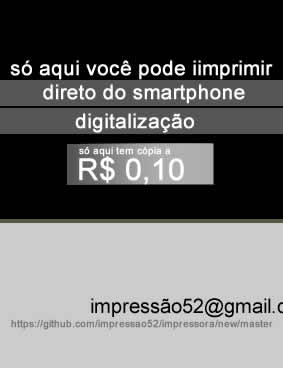 só aqui você pode iimprimir
direto do smartphone
digitalização
só aqui tem cópia a
R$ 0,10
impressão52@gmail.c
https://github.com/impressao52/impressora/new/master